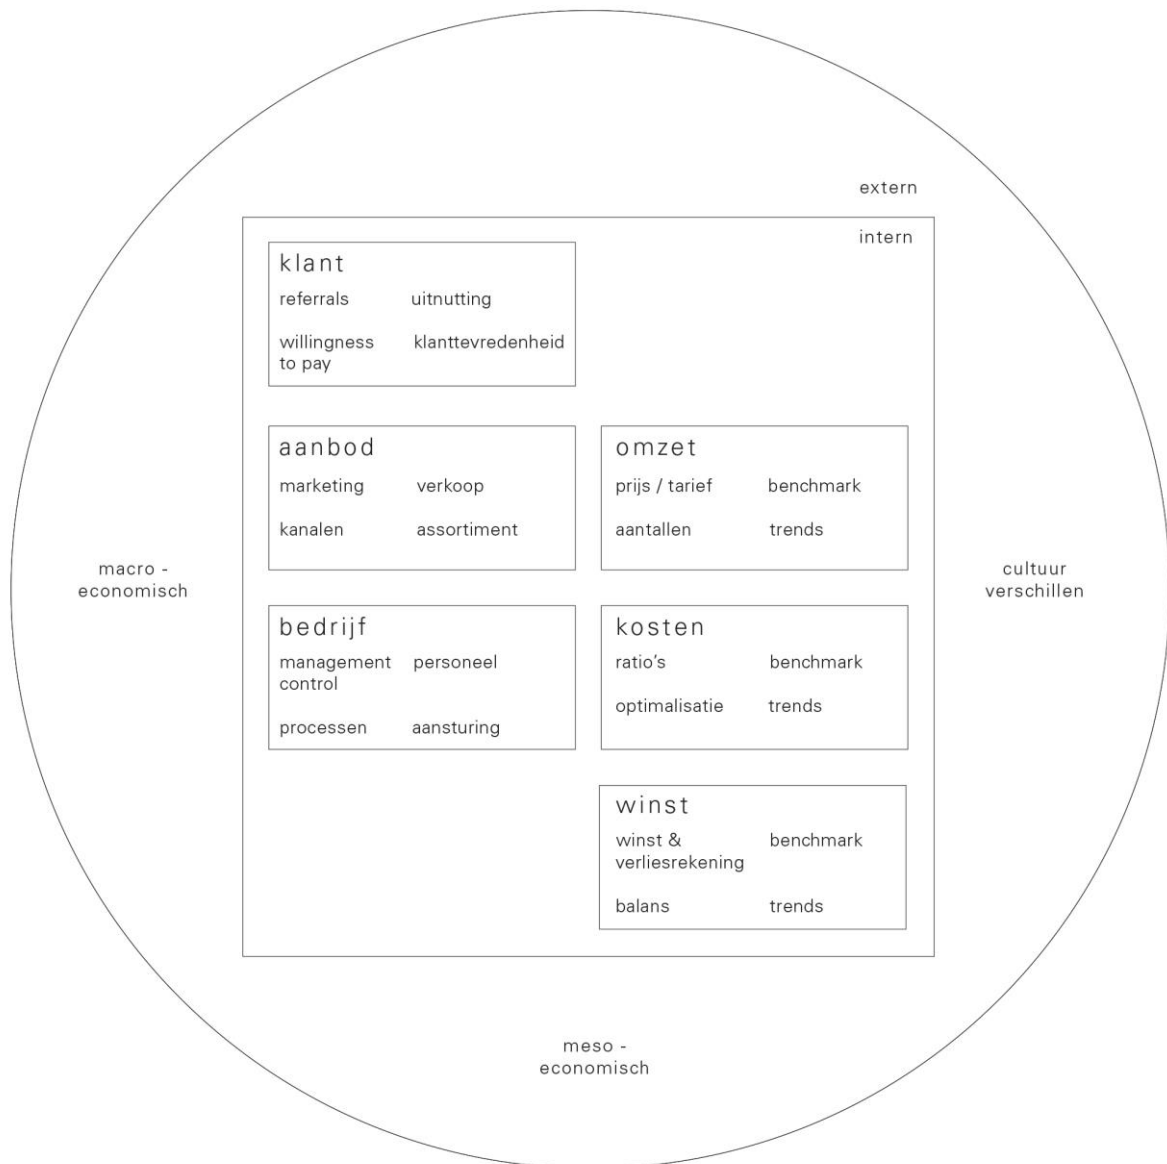 extern
intern
klant
referrals uitnutting
willingness klanttevredenheid
to pay
aanbod
marketing verkoop
kanalen assortiment
omzet
prijs / tarief benchmark
aantallen trends
macro -
economisch
cultuur
verschillen
bedrijf
management personeel
control
processen aansturing
kosten
ratio's benchmark
optimalisatie trends
winst
winst & benchmark
verliesrekening
balans trends
meso -
economisch